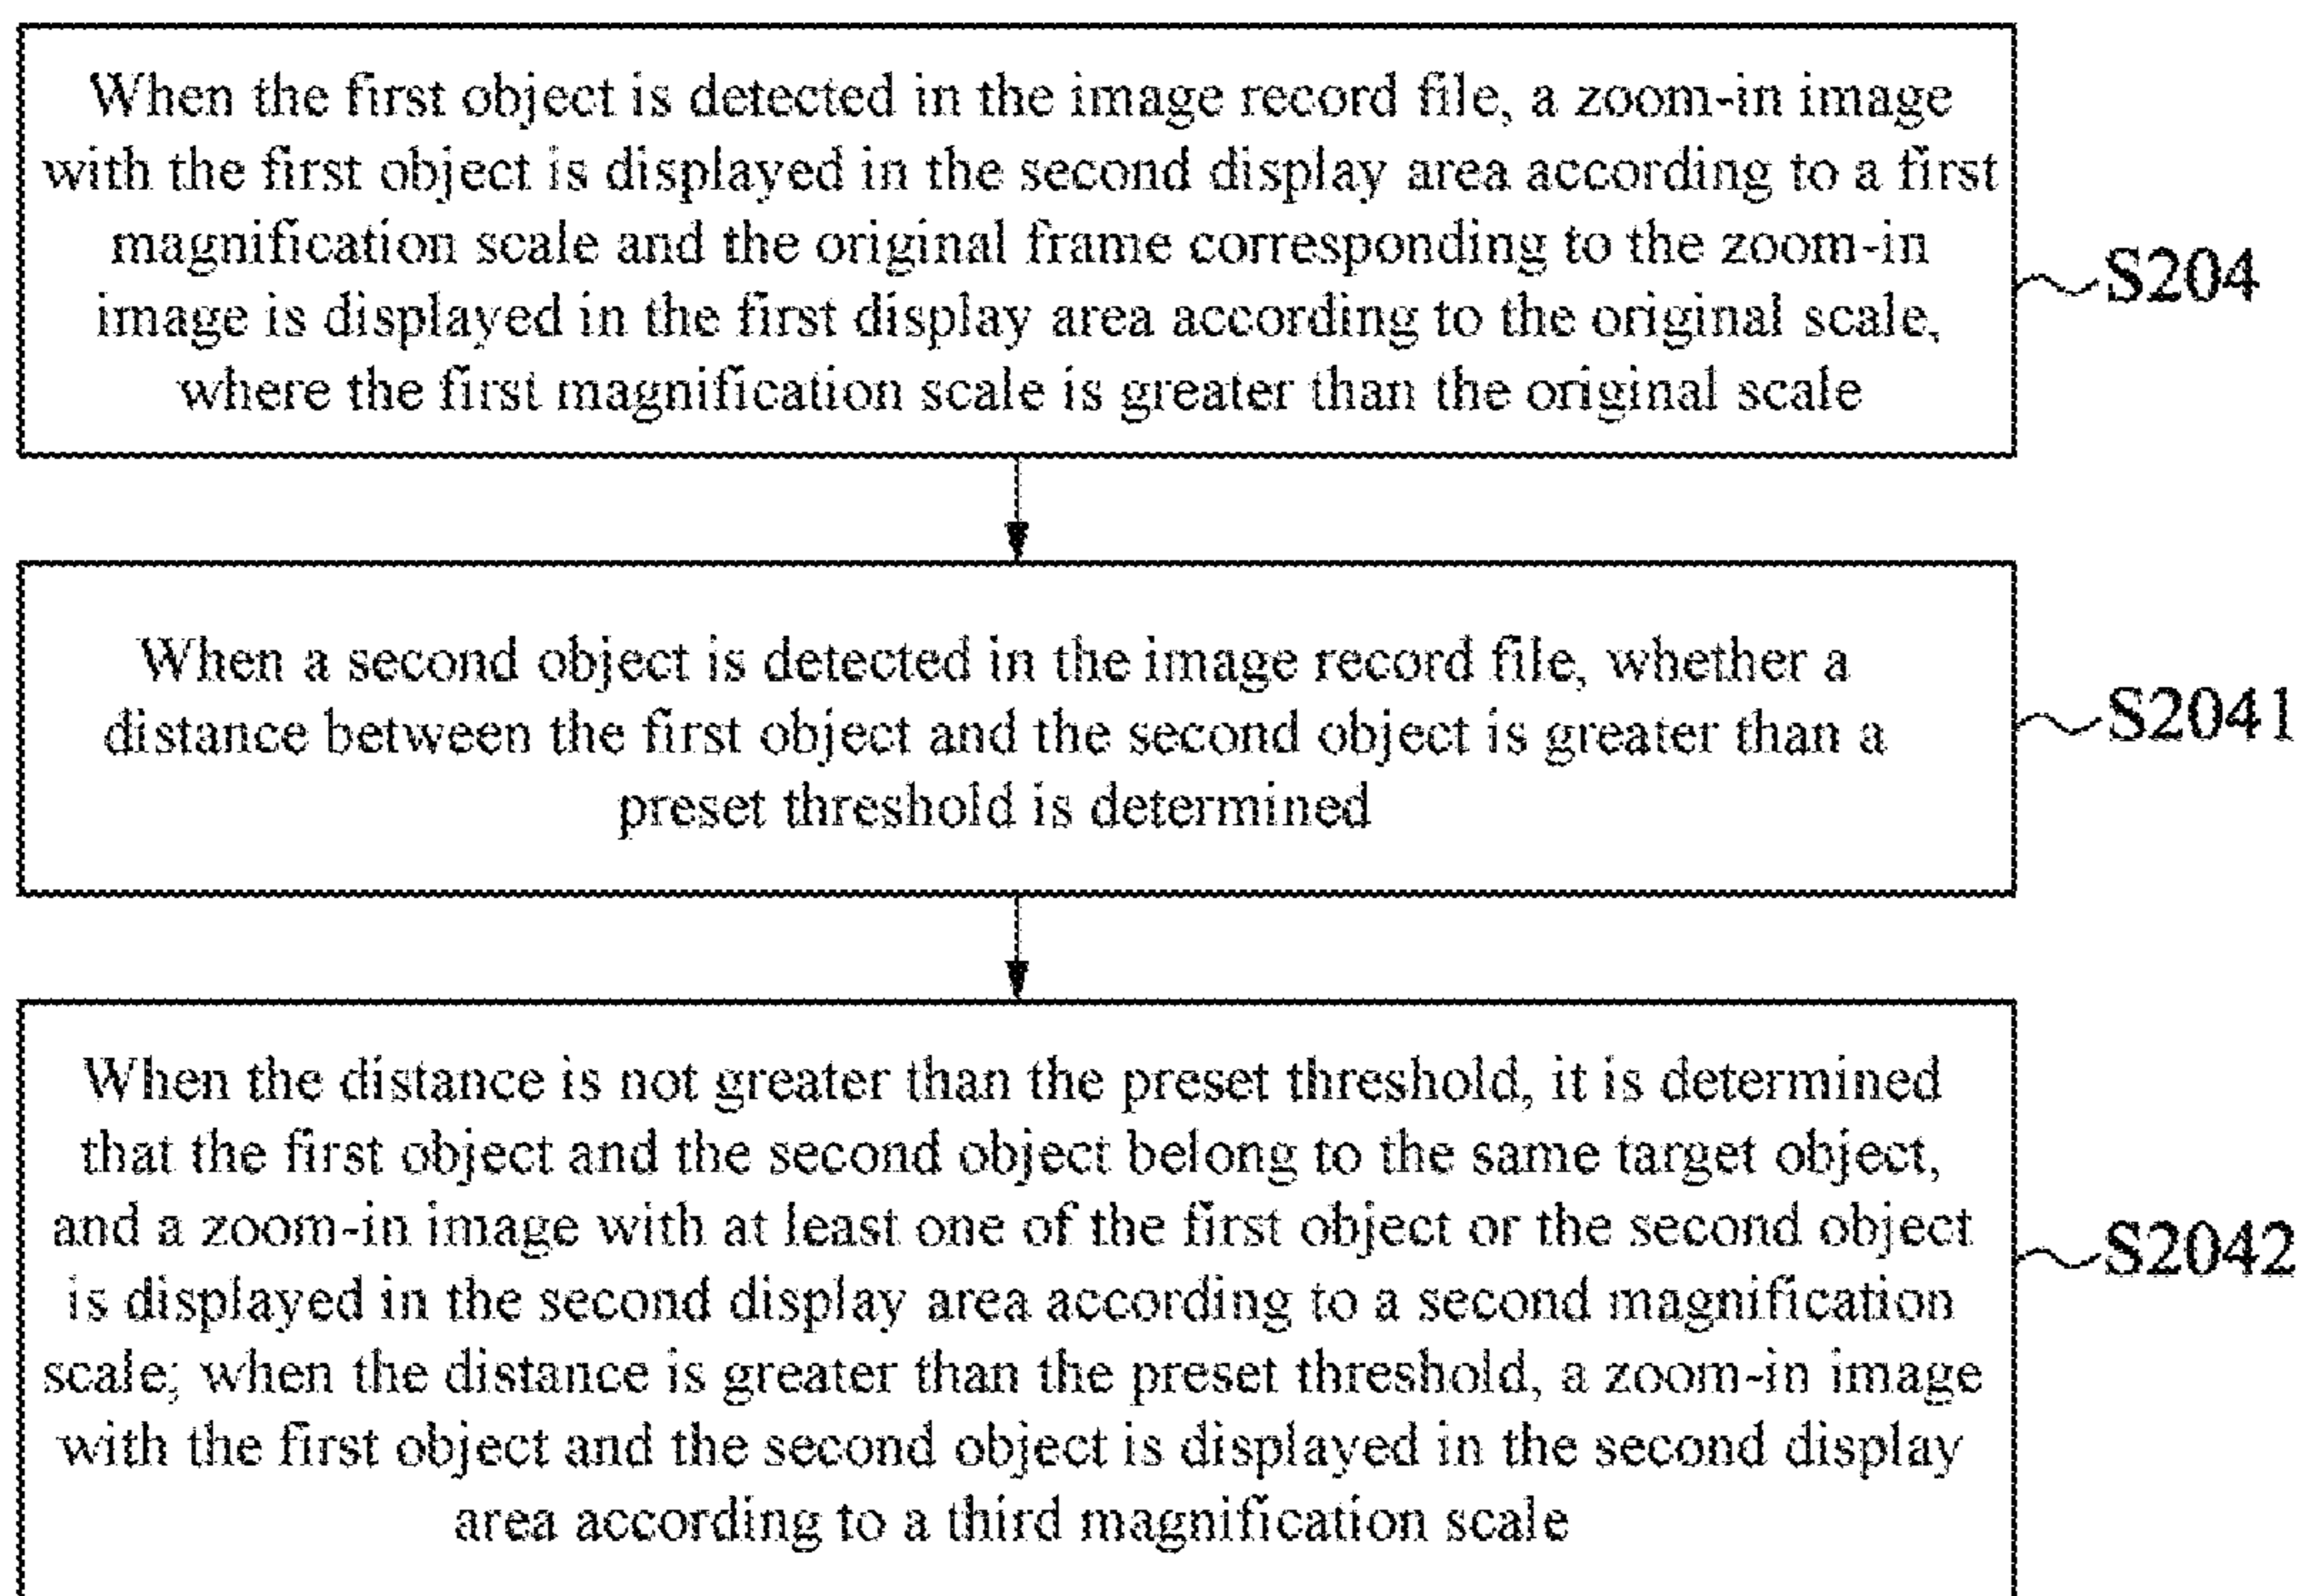 When the first object is detected in the image record file, a zoom-in image
with the first object is displayed in the second display area according to a first
magnification scale and the original frame corresponding to the zoom-in
image is displayed in the first display area according to the original scale,
where the first magnification scale is greater than the original scale
S204
When a second object is detected in the image record file, whether a
distance between the first object and the second object is greater than a
preset threshold is determined
S2041
When the distance is not greater than the preset threshold, it is determined
that the first object and the second object belong to the same target object,
and a zoom-in image with at least one of the first object or the second object
is displayed in the second display area according to a second magnification
scale; when the distance is greater than the preset threshold, a zoom-in image
with the first object and the second object is displayed in the second display
area according to a third magnification scale
S2042